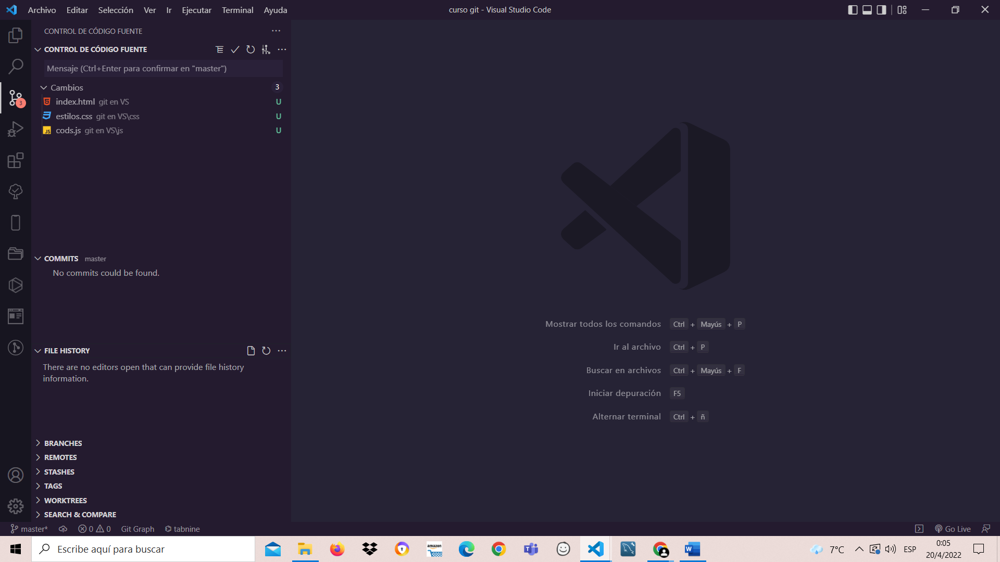 Archivo Editar Selección Ver Ir Ejecutar Terminal Ayuda
curso git - Visual Studio Code
CONTROL DE CÓDIGO FUENTE
CONTROL DE CÓDIGO FUENTE
Mensaje (Ctrl+Enter para confirmar en "master")
Cambios 3
index.html git en VS U
3
estilos.css git en VS\css U
JS cods.js git en VS\js U
COMMITS master
No commits could be found.
FILE HISTORY
There are no editors open that can provide file history
information.
BRANCHES
REMOTES
STASHES
TAGS
WORKTREES
SEARCH & COMPARE
Mostrar todos los comandos Ctrl + Mayús + P
Ir al archivo Ctrl + P
Buscar en archivos Ctrl + Mayús + F
Iniciar depuración F5
Alternar terminal Ctrl + ñ
master* 0 0 Git Graph tabnine Go Live
Escribe aquí para buscar
amazon
7°C ESP
0:05
20/4/2022